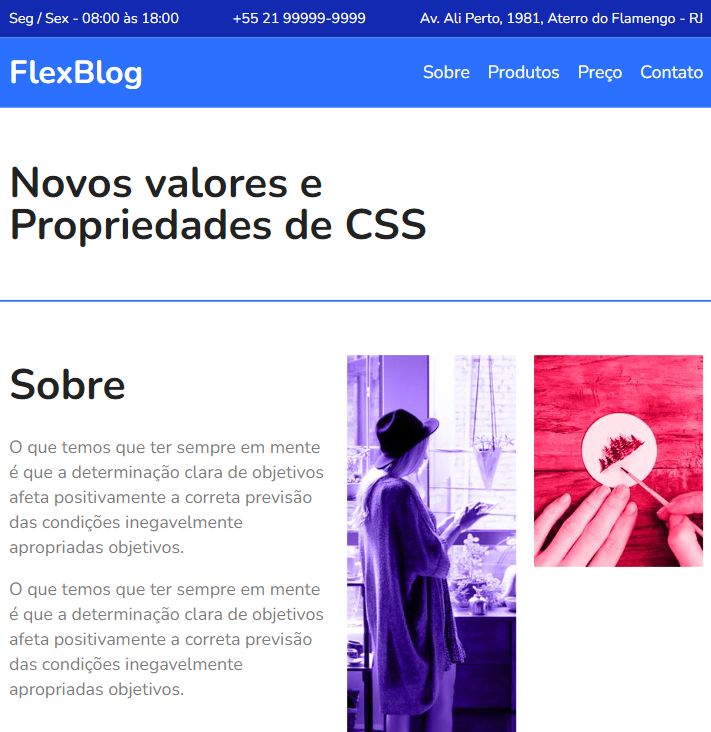 Seg / Sex - 08:00 às 18:00 +55 21 99999-9999 Av. Ali Perto, 1981, Aterro do Flamengo - RJ
FlexBlog Sobre Produtos Preço Contato
Novos valores e
Propriedades de CSS
Sobre
O que temos que ter sempre em mente
é que a determinação clara de objetivos
afeta positivamente a correta previsão
das condições inegavelmente
apropriadas objetivos.
O que temos que ter sempre em mente
é que a determinação clara de objetivos
afeta positivamente a correta previsão
das condições inegavelmente
apropriadas objetivos.